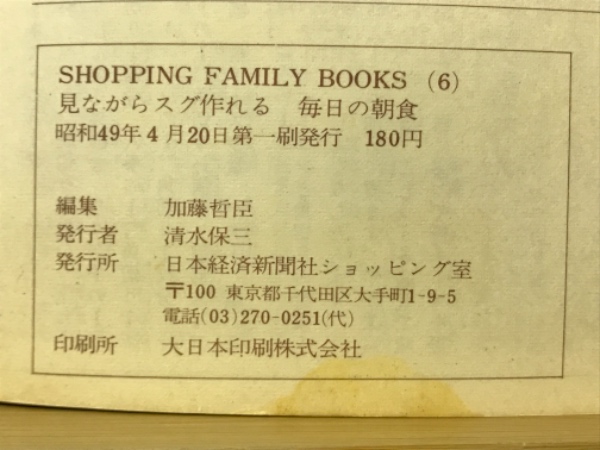 SHOPPING FAMILY BOOKS (6)
見ながらスグ作れる 毎日の朝食
昭和49年4月20日第一刷発行 180円
編集 加藤哲臣
発行者 清水保三
発行所 日本経済新聞社ショッピング室
〒100 東京都千代田区大手町1-9-5
電話(03)270-0251(代)
印刷所 大日本印刷株式会社